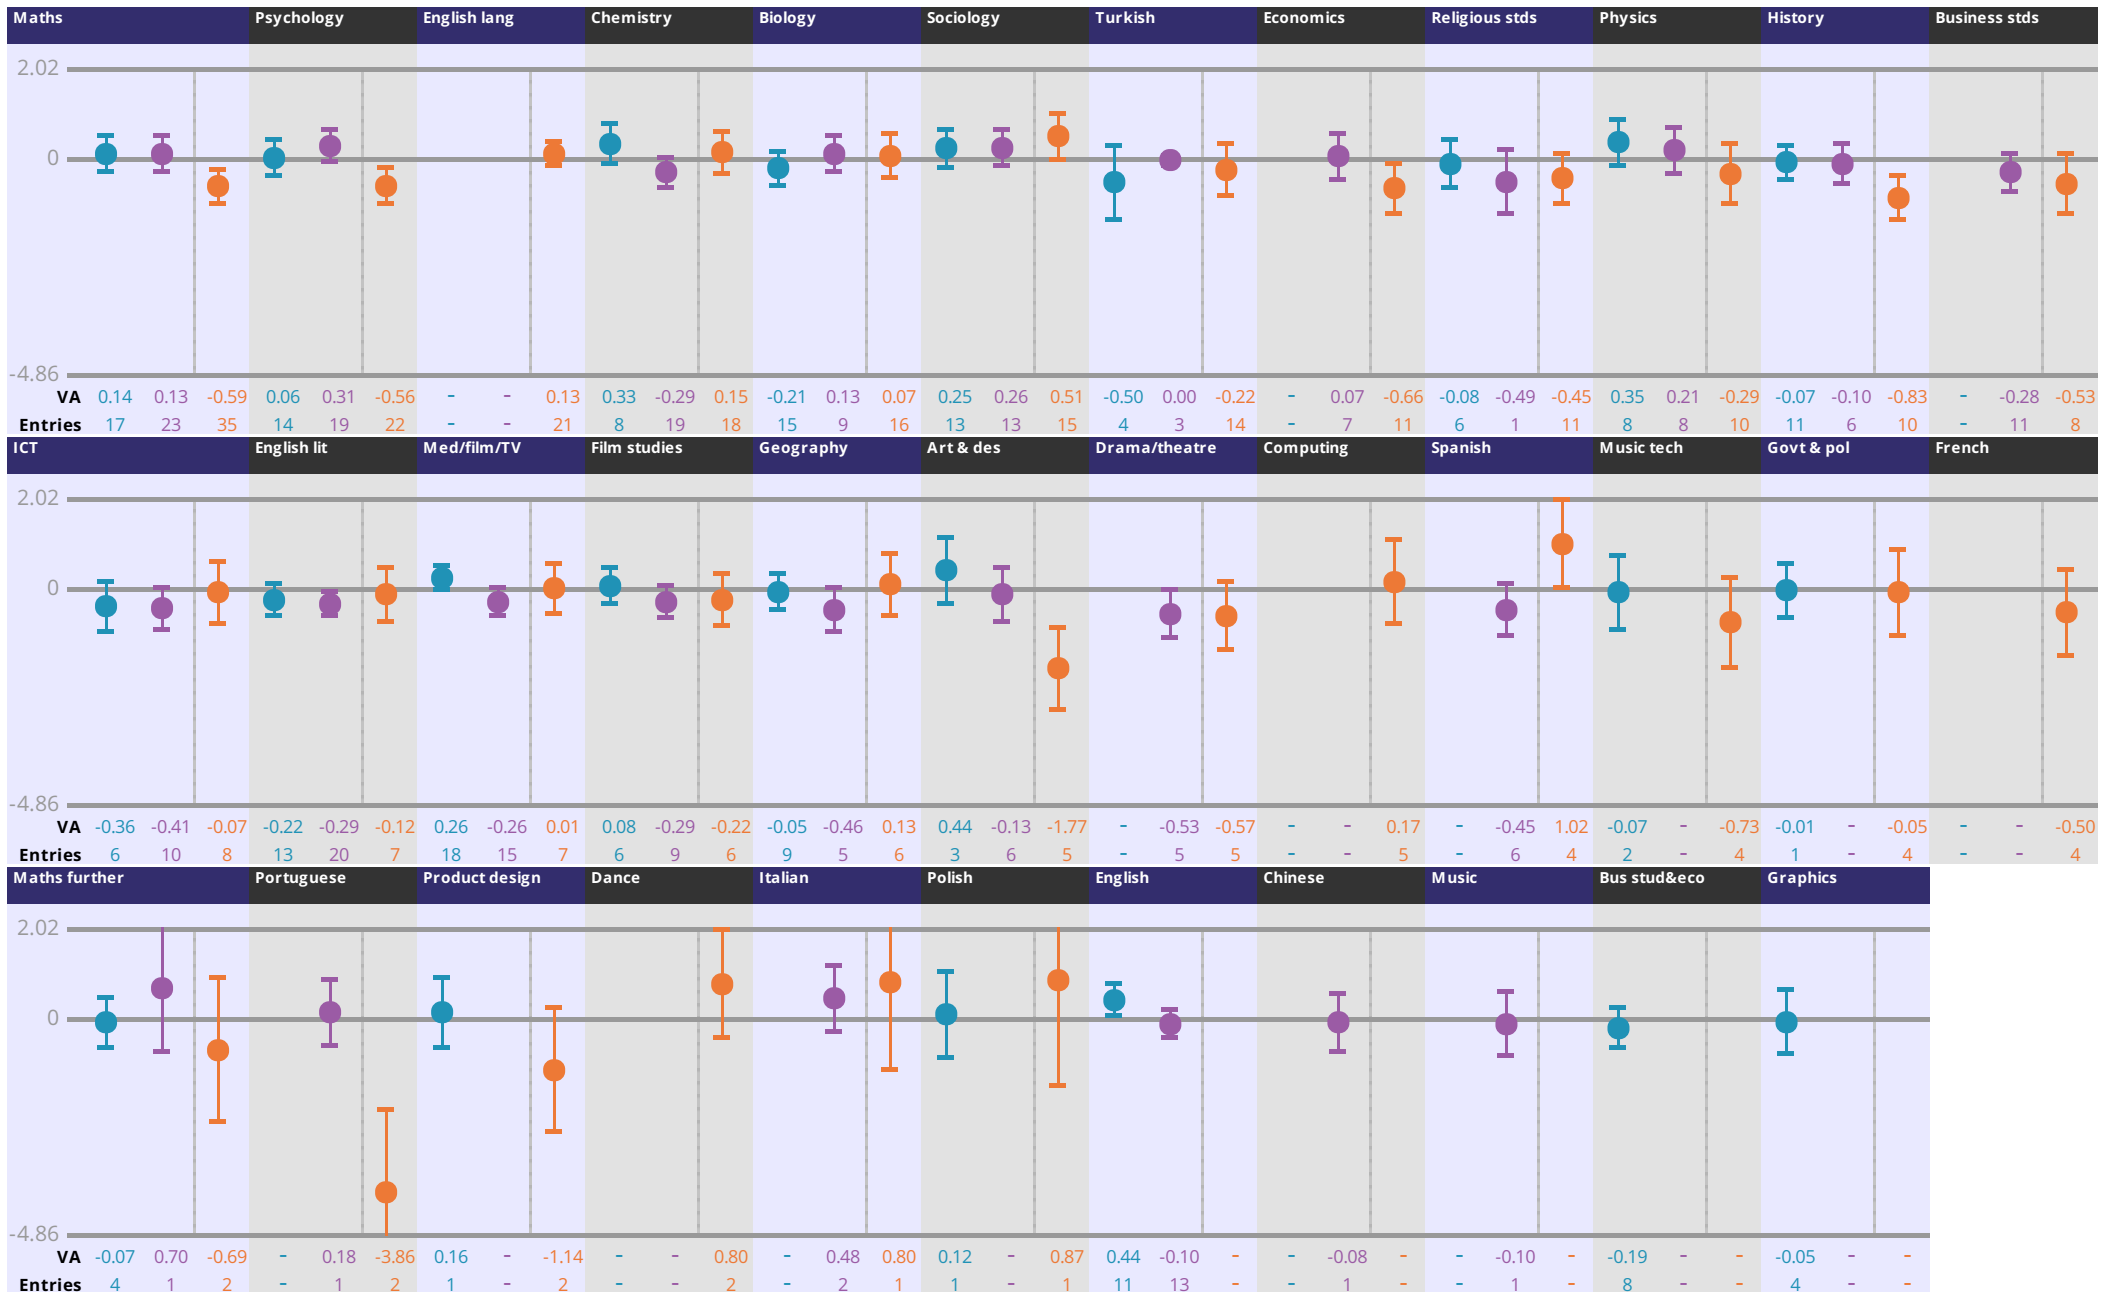 Maths Psychology English lang Chemistry Biology Sociology Turkish Economics Religious stds Physics History Business stds
2.02
0
-4.86
VA 0.14 0.13 -0.59 0.06 0.31 -0.56 - - 0.13 0.33 -0.29 0.15 -0.21 0.13 0.07 0.25 0.26 0.51 -0.50 0.00 -0.22 - 0.07 -0.66 -0.08 -0.49 -0.45 0.35 0.21 -0.29 -0.07 -0.10 -0.83 - -0.28 -0.53
Entries 17 23 35 14 19 22 - - 21 8 19 18 15 9 16 13 13 15 4 3 14 - 7 11 6 1 11 8 8 10 11 6 10 - 11 8
ICT English lit Med/film/TV Film studies Geography Art & des Drama/theatre Computing Spanish Music tech Govt & pol French
2.02
0
-4.86
VA -0.36 -0.41 -0.07 -0.22 -0.29 -0.12 0.26 -0.26 0.01 0.08 -0.29 -0.22 -0.05 -0.46 0.13 0.44 -0.13 -1.77 - -0.53 -0.57 - - 0.17 - -0.45 1.02 -0.07 - -0.73 -0.01 - -0.05 - - -0.50
Entries 6 10 8 13 20 7 18 15 7 6 9 6 9 5 6 3 6 5 - 5 5 - - 5 - 6 4 2 - 4 1 - 4 - - 4
Maths further Portuguese Product design Dance Italian Polish English Chinese Music Bus stud&eco Graphics
2.02
0
-4.86
VA -0.07 0.70 -0.69 - 0.18 -3.86 0.16 - -1.14 - - 0.80 - 0.48 0.80 0.12 - 0.87 0.44 -0.10 - - -0.08 - - -0.10 - -0.19 - - -0.05 - -
Entries 4 1 2 - 1 2 1 - 2 - - 2 - 2 1 1 - 1 11 13 - - 1 - - 1 - 8 - - 4 - -